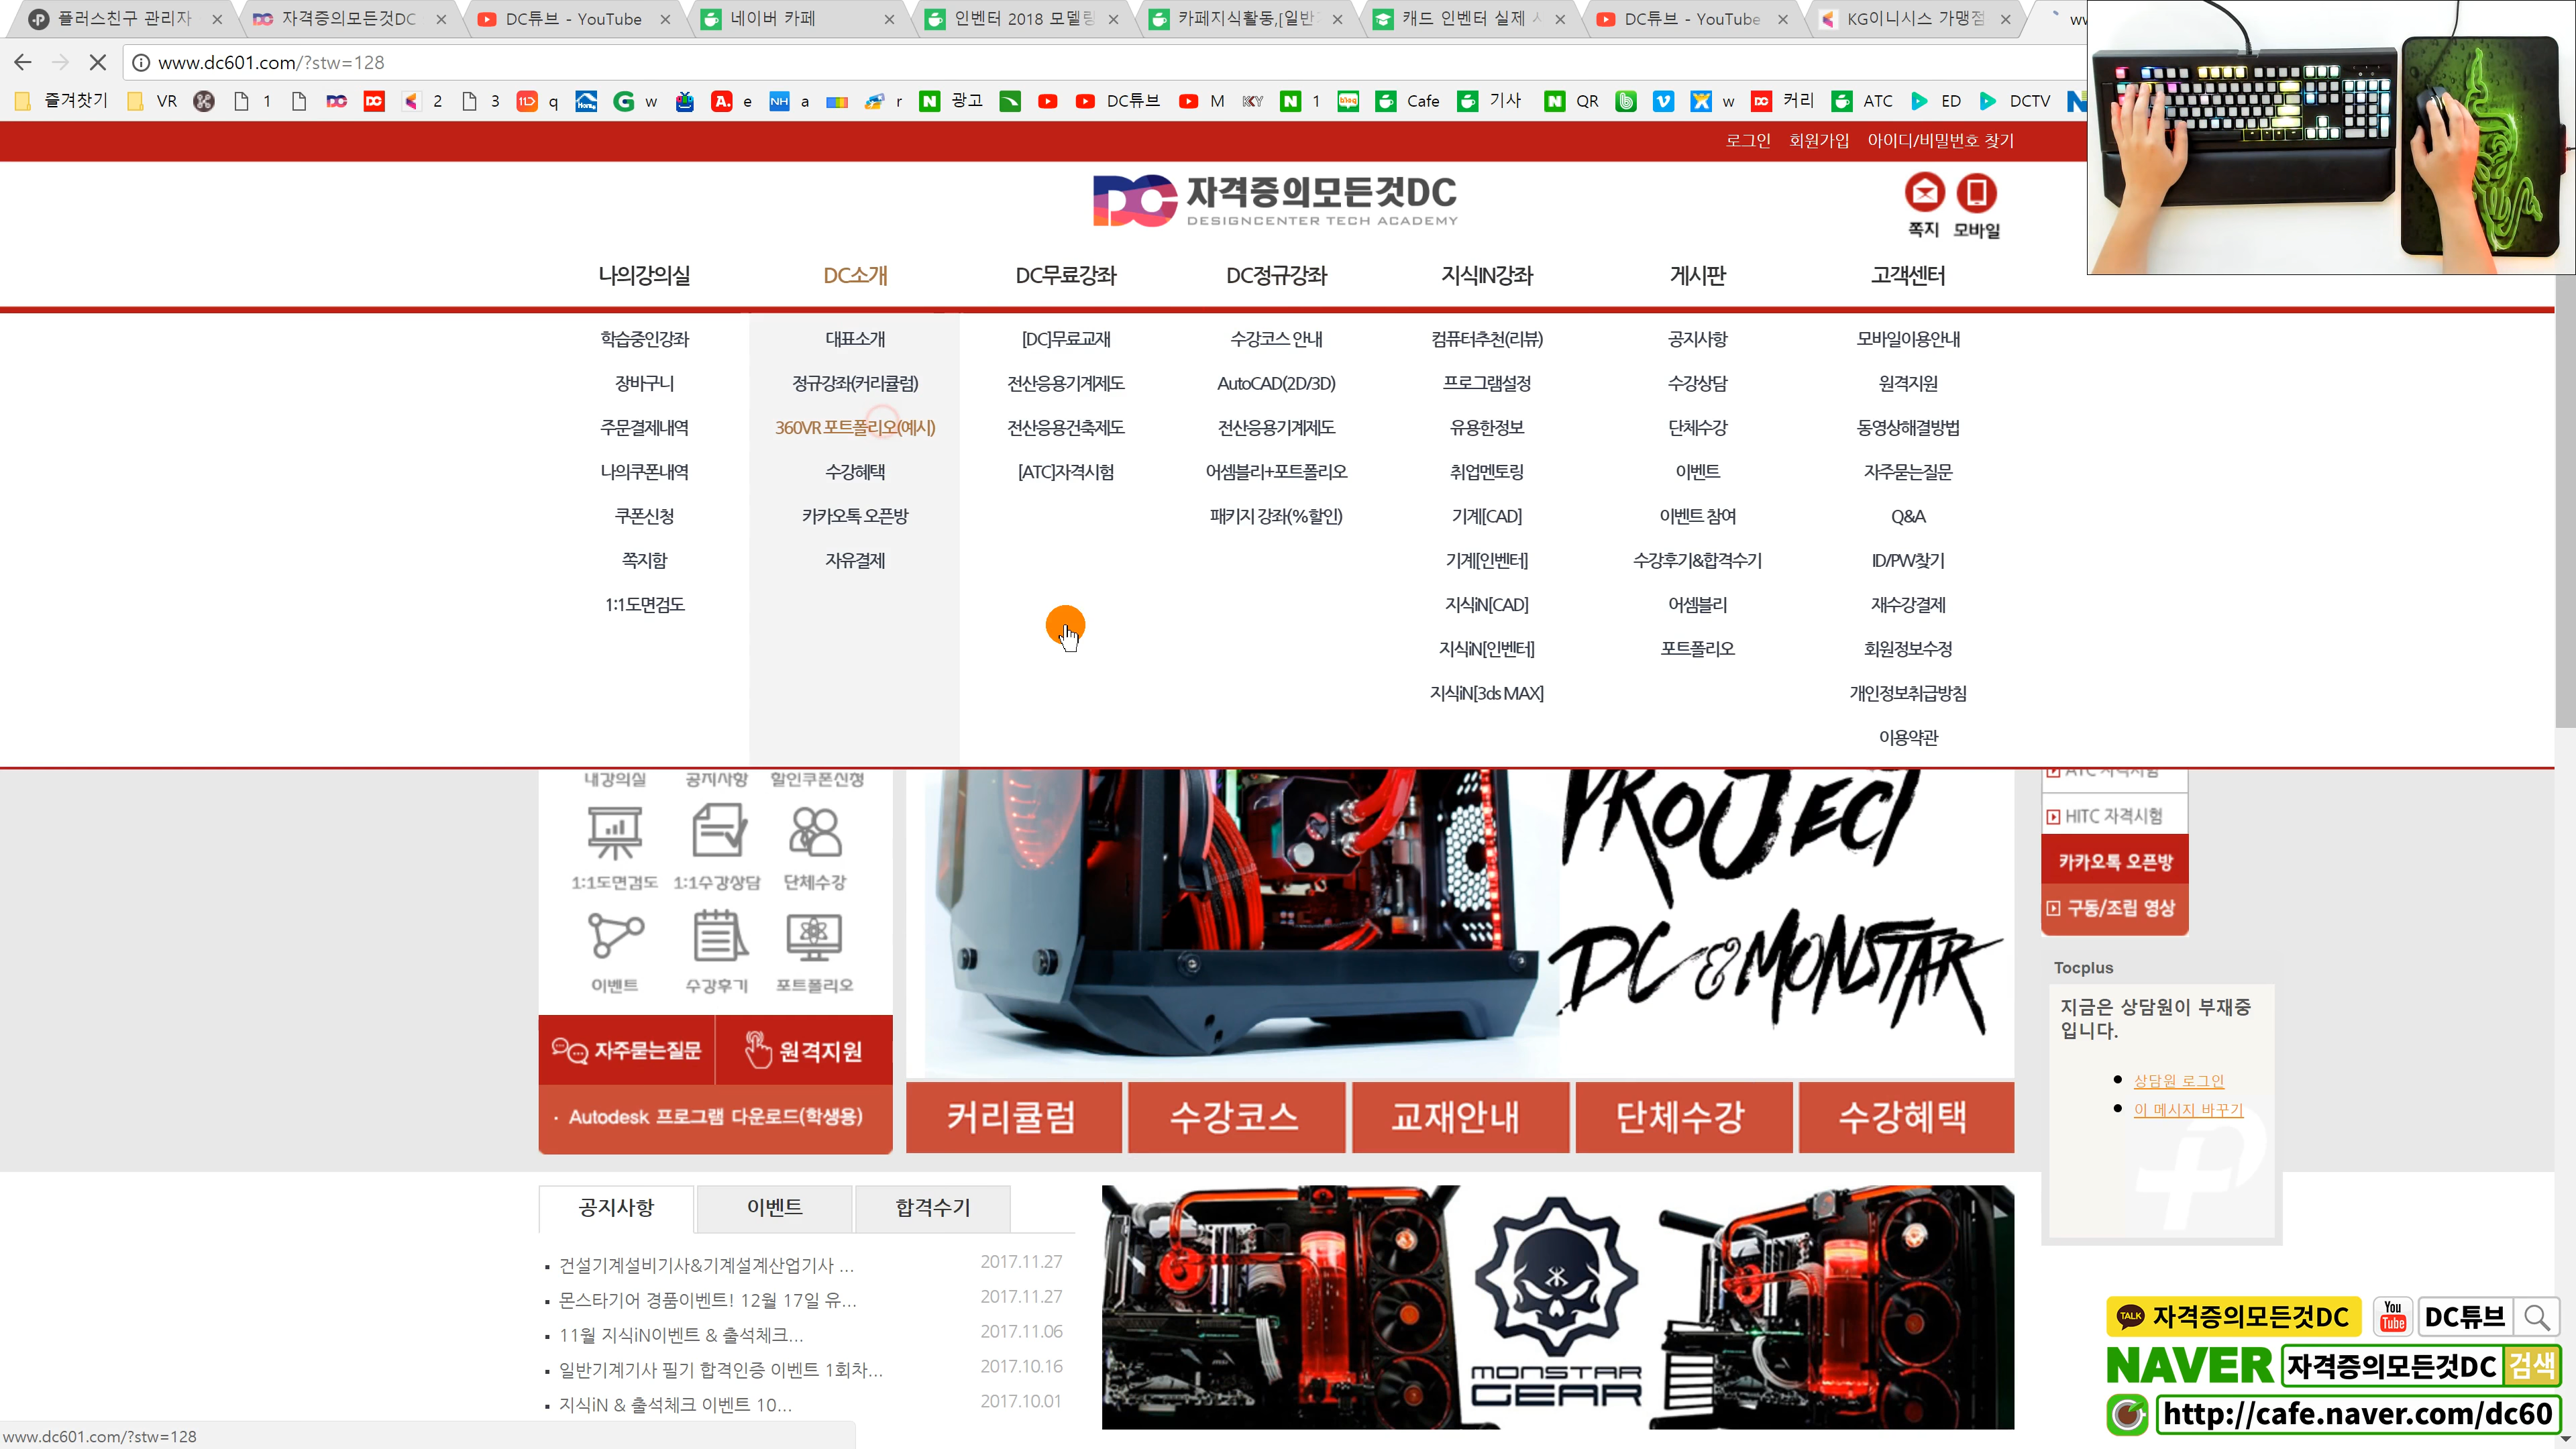 플러스친구 관리자
자격증의모든것DC
DC튜브 - YouTube
네이버 카페
인벤터 2018 모델링
카페지식활동,[일반
캐드 인벤터 실제
DC튜브 - YouTube
KG이니시스 가맹점
www.dc601.com/?stw=128
즐겨찾기 VR 1 2 3 q w e a r 광고 DC튜브 M 1 Cafe 기사 QR w 커리 ATC ED DCTV
로그인 회원가입 아이디/비밀번호 찾기
DC 자격증의모든것DC
DESIGNCENTER TECH ACADEMY
쪽지 모바일
나의강의실 DC소개 DC무료강좌 DC정규강좌 지식IN강좌 게시판 고객센터
학습중인강좌 대표소개 [DC]무료교재 수강코스 안내 컴퓨터추천(리뷰) 공지사항 모바일이용안내
장바구니 정규강좌(커리큘럼) 전산응용기계제도 AutoCAD(2D/3D) 프로그램설정 수강상담 원격지원
주문결제내역 360VR 포트폴리오(예시) 전산응용건축제도 전산응용기계제도 유용한정보 단체수강 동영상해결방법
나의쿠폰내역 수강혜택 [ATC]자격시험 어셈블리+포트폴리오 취업멘토링 이벤트 자주묻는질문
쿠폰신청 카카오톡 오픈방 패키지 강좌(%할인) 기계[CAD] 이벤트 참여 Q&A
쪽지함 자유결제 기계[인벤터] 수강후기&합격수기 ID/PW찾기
1:1도면검도 지식iN[CAD] 어셈블리 재수강결제
지식iN[인벤터] 포트폴리오 회원정보수정
지식iN[3ds MAX] 개인정보취급방침
이용약관
내강의실 공지사항 할인쿠폰신청
1:1도면검도 1:1수강상담 단체수강
이벤트 수강후기 포트폴리오
자주묻는질문 원격지원
· Autodesk 프로그램 다운로드(학생용)
PROJECT
DC & MONSTAR
커리큘럼 수강코스 교재안내 단체수강 수강혜택
ATC 자격시험
HITC 자격시험
카카오톡 오픈방
구동/조립 영상
Tocplus
지금은 상담원이 부재중
입니다.
상담원 로그인
이 메시지 바꾸기
공지사항 이벤트 합격수기
건설기계설비기사&기계설계산업기사 ... 2017.11.27
몬스타기어 경품이벤트! 12월 17일 유... 2017.11.27
11월 지식iN이벤트 & 출석체크... 2017.11.06
일반기계기사 필기 합격인증 이벤트 1회차... 2017.10.16
지식iN & 출석체크 이벤트 10... 2017.10.01
MONSTAR
GEAR
TALK 자격증의모든것DC You Tube DC튜브
NAVER 자격증의모든것DC 검색
http://cafe.naver.com/dc60
www.dc601.com/?stw=128